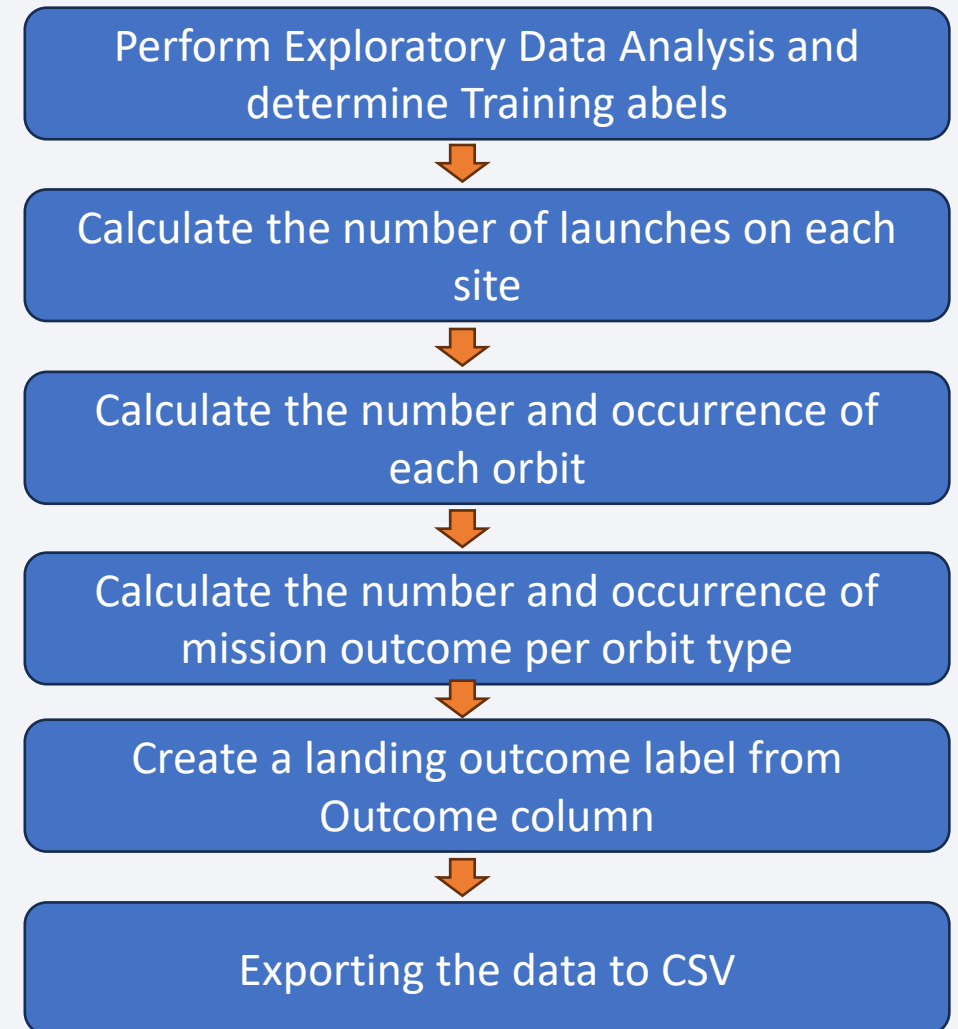 Perform Exploratory Data Analysis and
determine Training abels
Calculate the number of launches on each
site
Calculate the number and occurrence of
each orbit
Calculate the number and occurrence of
mission outcome per orbit type
Create a landing outcome label from
Outcome column
Exporting the data to CSV